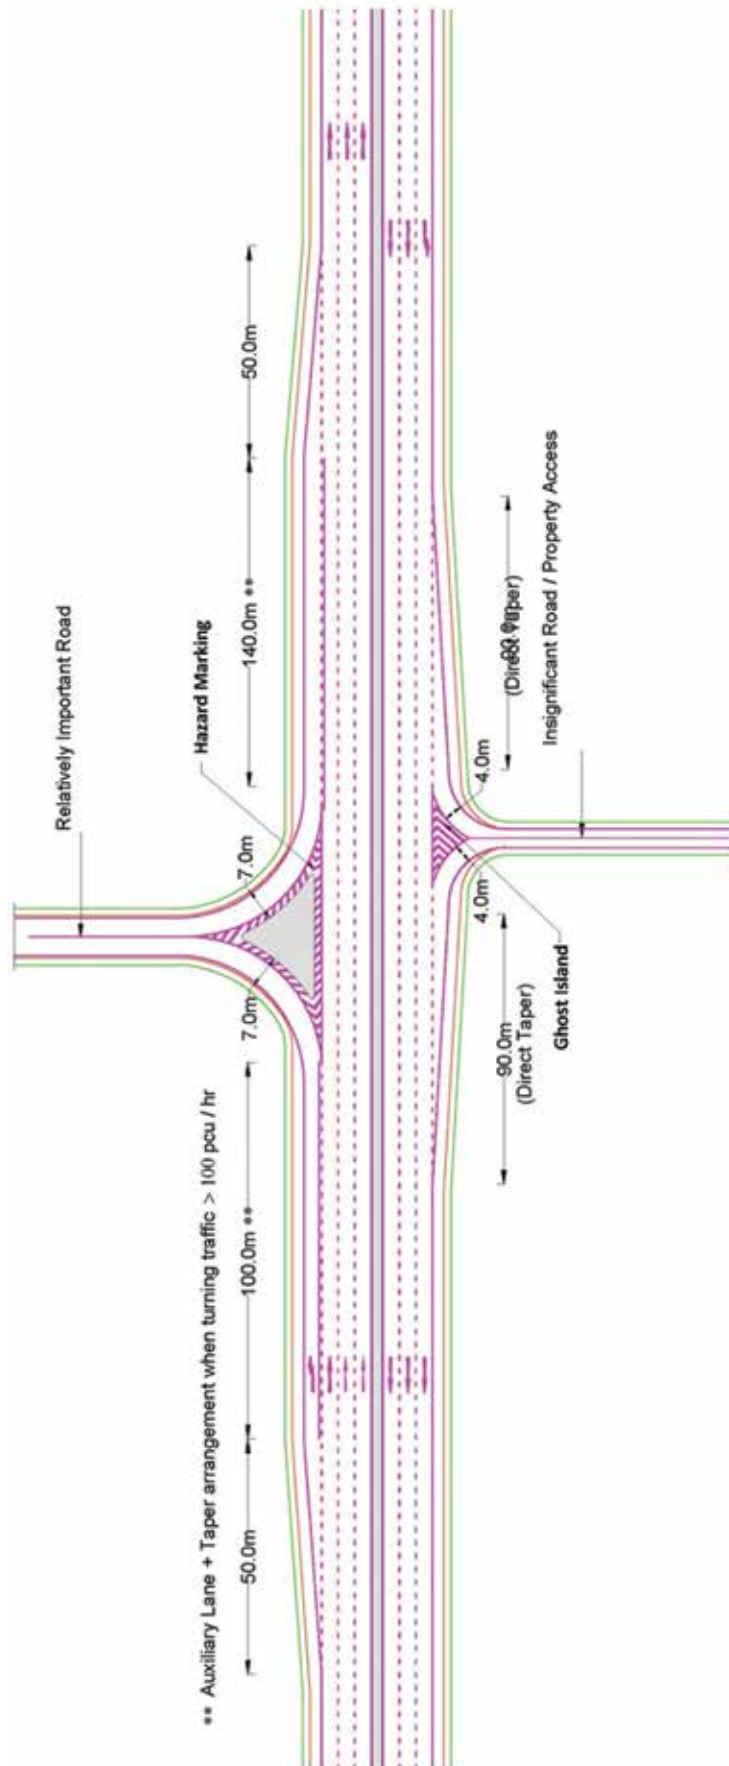 ** Auxiliary Lane + Taper arrangement when turning traffic > 100 pcu / hr
50.0m
100.0m **
7.0m
7.0m
Relatively Important Road
Hazard Marking
140.0m **
50.0m
90.0m
(Direct Taper)
Ghost Island
4.0m
4.0m
(Direct Taper)
Insignificant Road / Property Access